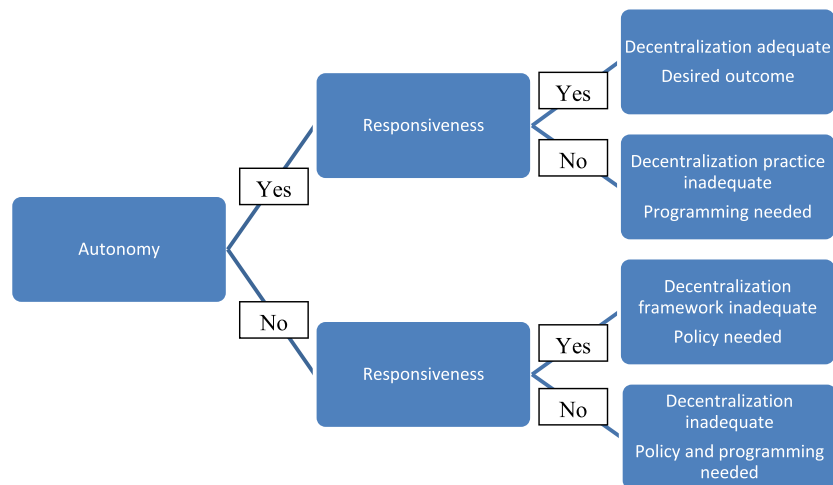 Autonomy
Yes
No
Responsiveness
Yes
No
Responsiveness
Yes
No
Decentralization adequate
Desired outcome
Decentralization practice
inadequate
Programming needed
Decentralization
framework inadequate
Policy needed
Decentralization
inadequate
Policy and programming
needed